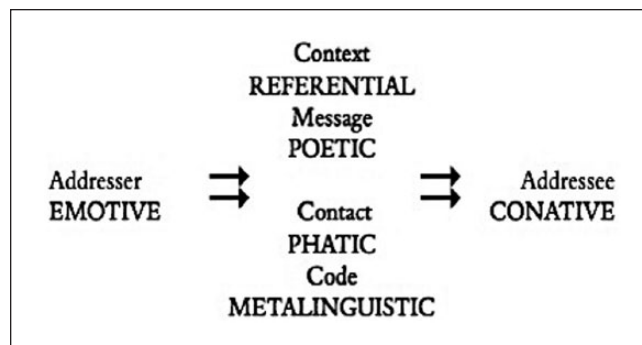 Context
REFERENTIAL
Message
POETIC
Addresser
EMOTIVE
Addressee
CONATIVE
Contact
PHATIC
Code
METALINGUISTIC